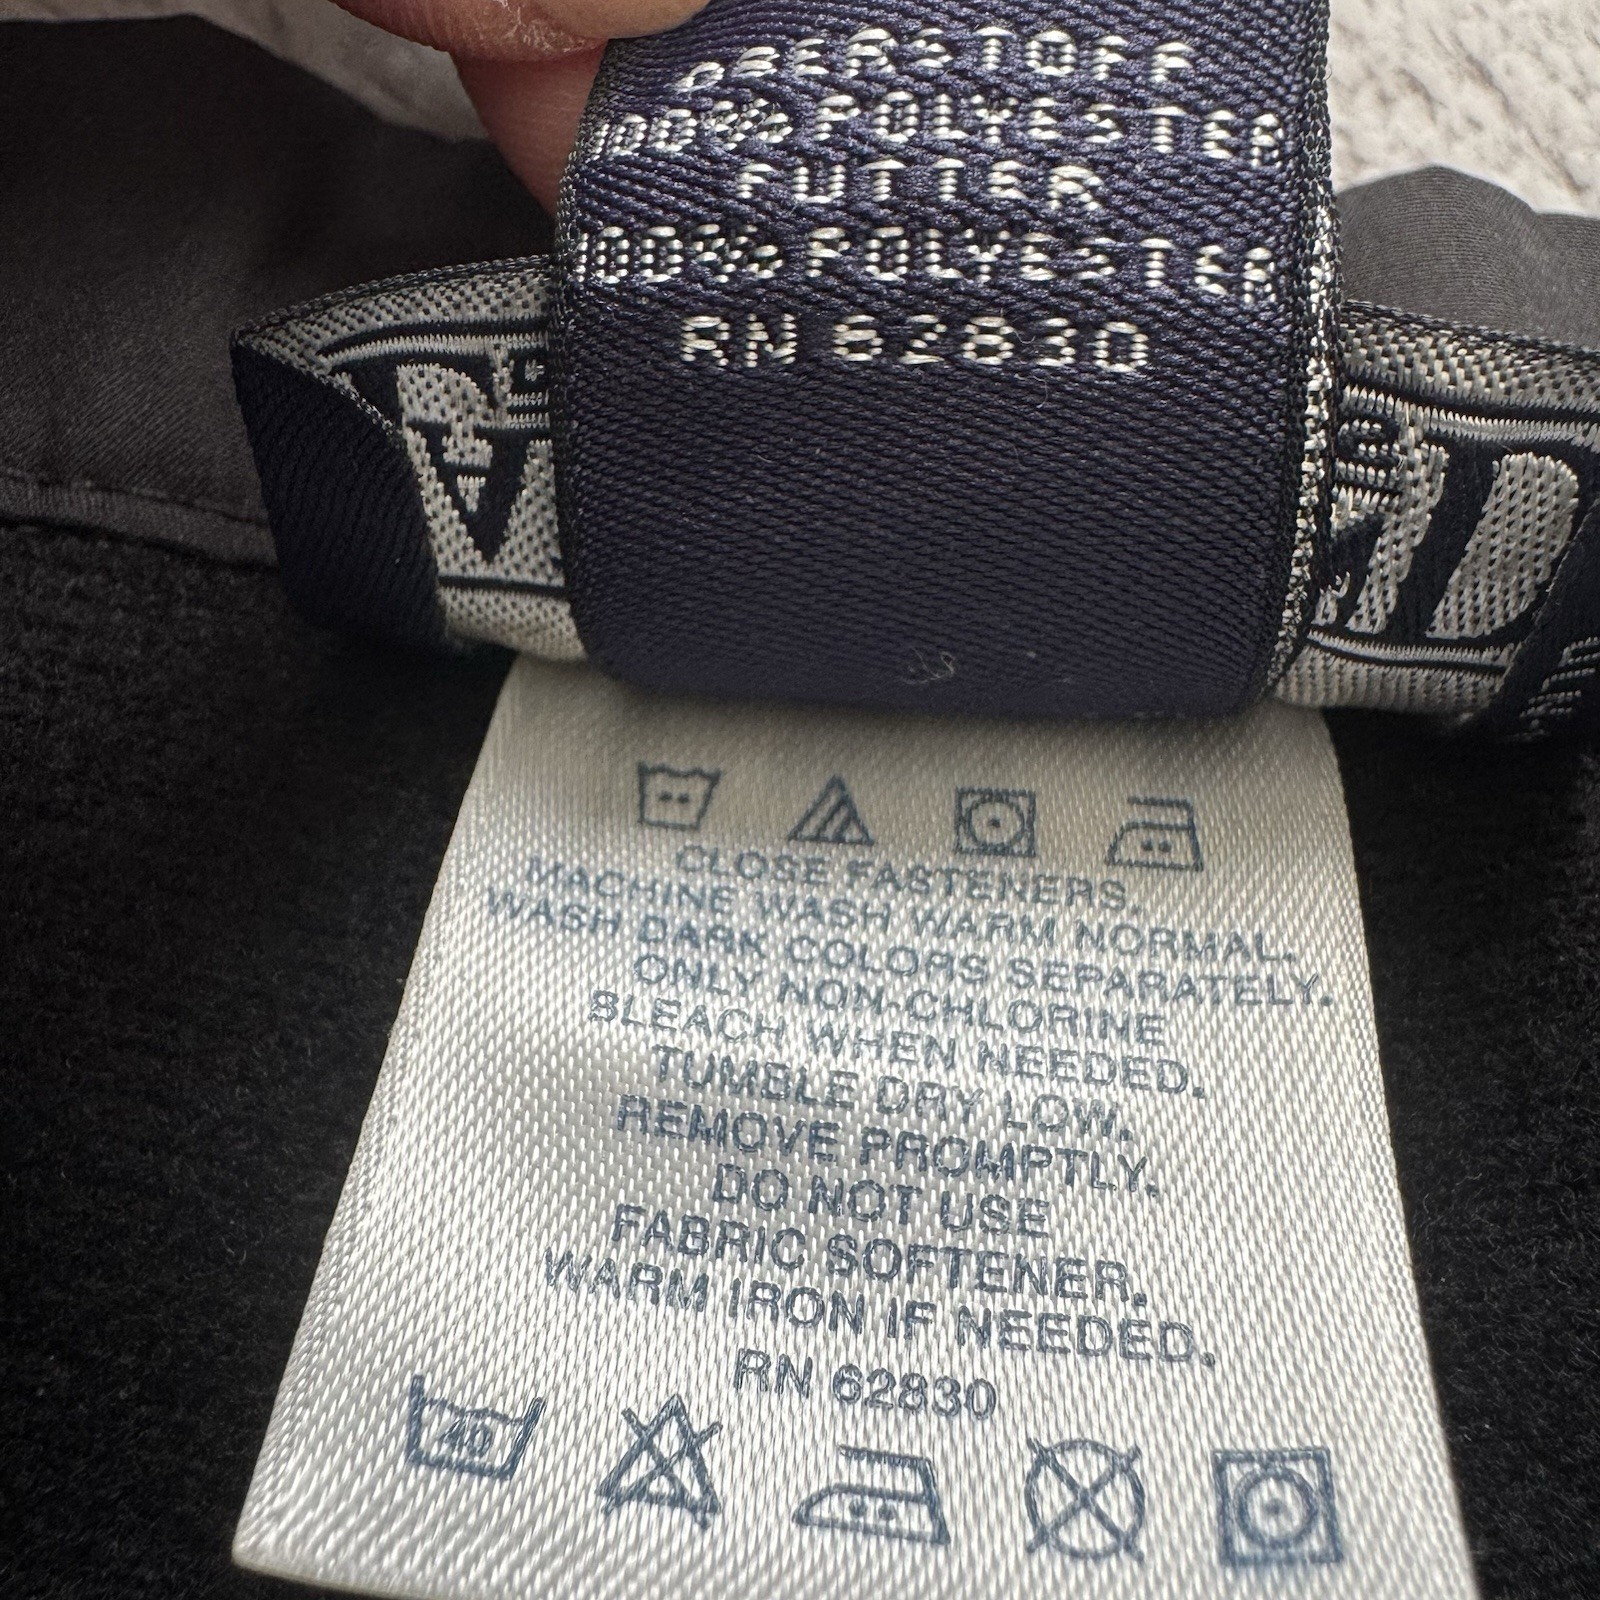 OBERSTOFF
100% POLYESTER
FUTTER
100% POLYESTER
RN 62830
CLOSE FASTENERS.
MACHINE WASH WARM NORMAL.
WASH DARK COLORS SEPARATELY.
ONLY NON-CHLORINE
BLEACH WHEN NEEDED.
TUMBLE DRY LOW.
REMOVE PROMPTLY.
DO NOT USE
FABRIC SOFTENER.
WARM IRON IF NEEDED.
RN 62830
40